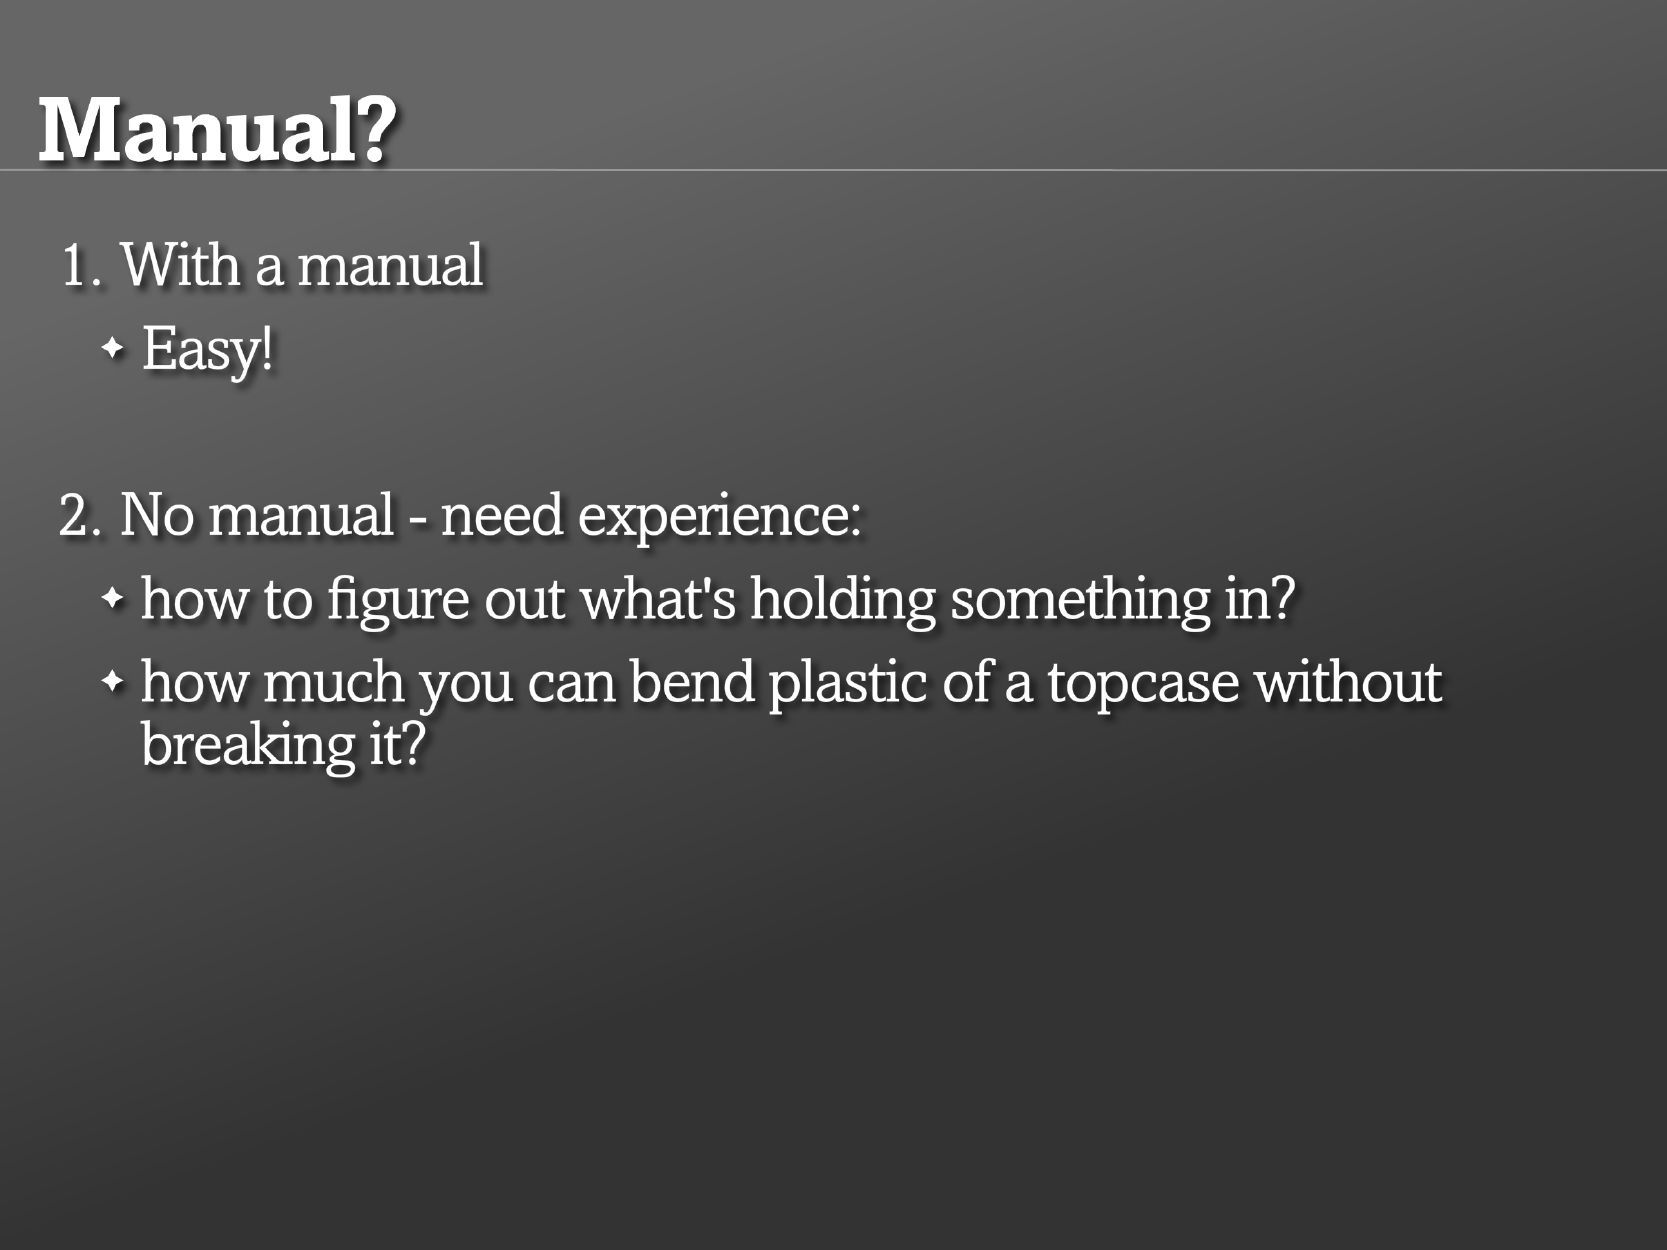 Manual?
1. With a manual
✦ Easy!
2. No manual - need experience:
✦ how to figure out what's holding something in?
✦ how much you can bend plastic of a topcase without
breaking it?